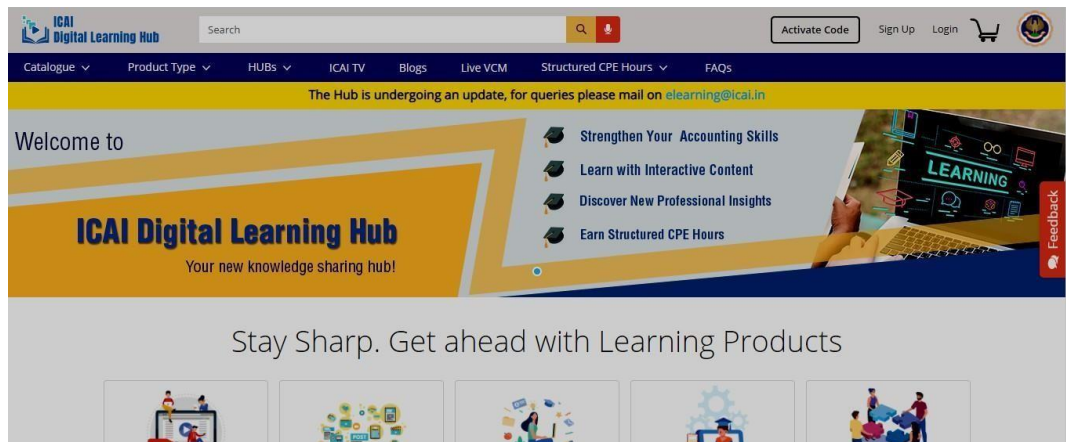 ICAI
Digital Learning Hub
Search
Activate Code
Sign Up
Login
Catalogue
Product Type
HUBs
ICAI TV
Blogs
Live VCM
Structured CPE Hours
FAQs
The Hub is undergoing an update, for queries please mail on elearning@icai.in
Welcome to
ICAI Digital Learning Hub
Your new knowledge sharing hub!
Strengthen Your Accounting Skills
Learn with Interactive Content
Discover New Professional Insights
Earn Structured CPE Hours
LEARNING
Feedback
Stay Sharp. Get ahead with Learning Products
POST